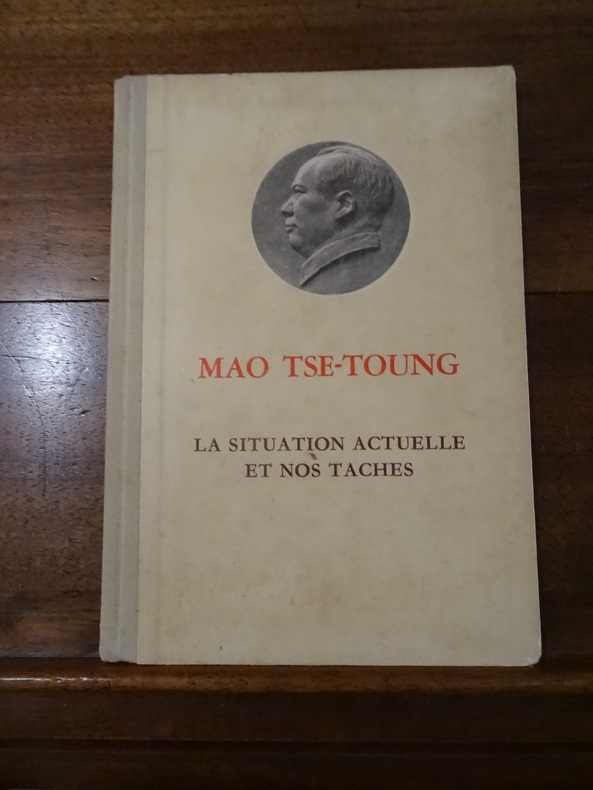 MAO TSE-TOUNG
LA SITUATION ACTUELLE
ET NOS TACHES